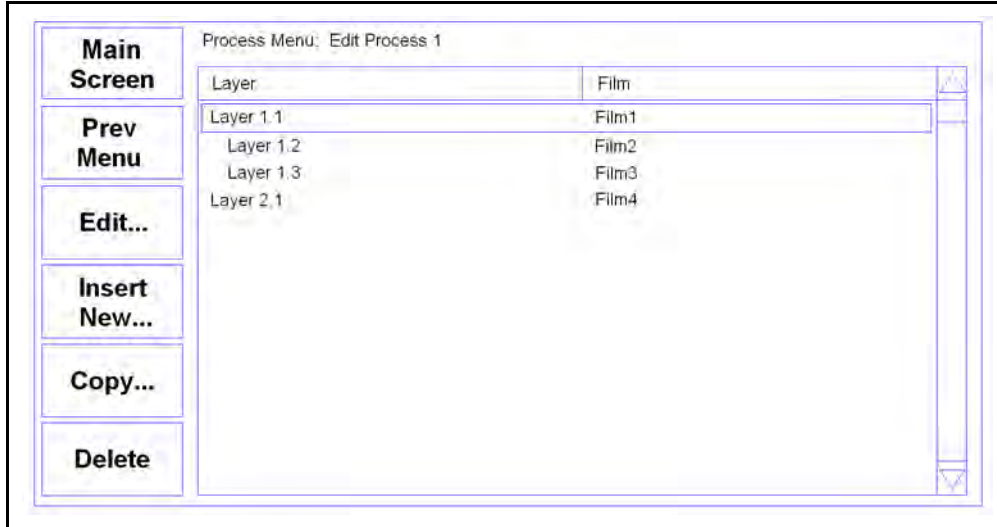 Main
Screen
Prev
Menu
Edit...
Insert
New...
Copy...
Delete
Process Menu: Edit Process 1
Layer Film
Layer 1.1 Film1
Layer 1.2 Film2
Layer 1.3 Film3
Layer 2.1 Film4